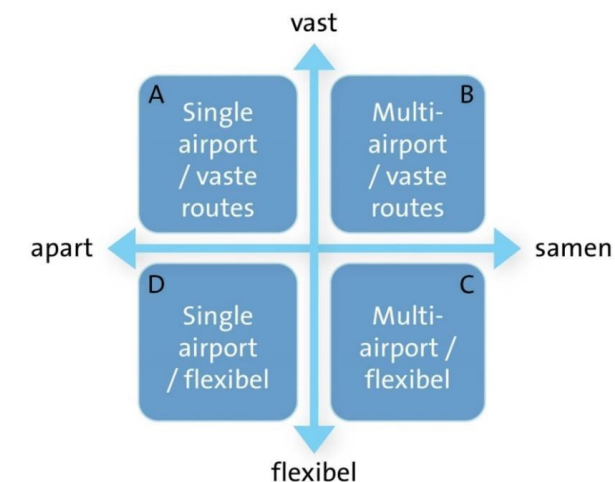 vast
A
Single
airport
/ vaste
routes
B
Multi-
airport
/ vaste
routes
apart
samen
D
Single
airport
/ flexibel
C
Multi-
airport /
flexibel
flexibel